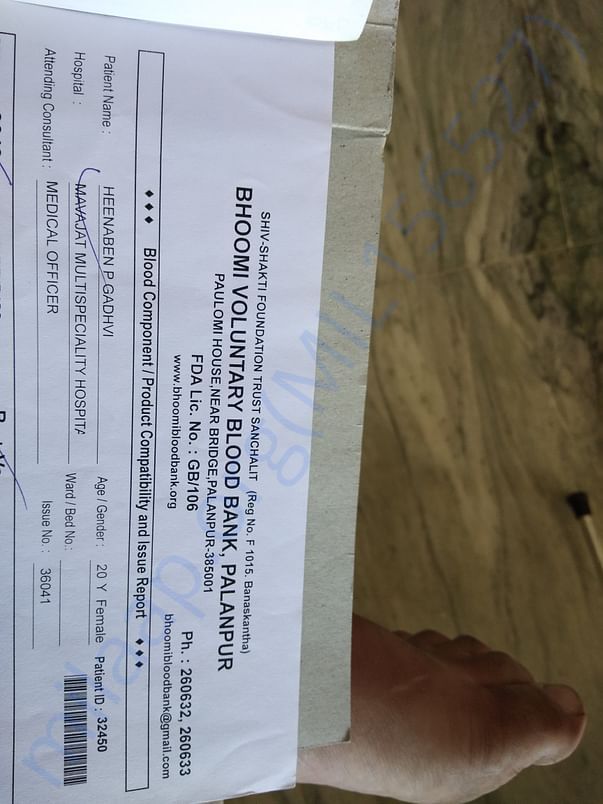 SHIV-SHAKTI FOUNDATION TRUST SANCHALIT (Reg No. F 1015. Banaskantha)
BHOOMI VOLUNTARY BLOOD BANK, PALANPUR
PAULOMI HOUSE,NEAR BRIDGE,PALANPUR-385001
FDA Lic. No. : GB/106 Ph. : 260632, 260633
www.bhoomibloodbank.org bhoomibloodbank@gmail.com
♦♦♦ Blood Component / Product Compatibility and Issue Report ♦♦♦
Patient Name : HEENABEN P GADHVI Age / Gender : 20 Y Female Patient ID : 32450
Hospital : MAVAJAT MULTISPECIALITY HOSPITA Ward / Bed No.:
Attending Consultant : MEDICAL OFFICER Issue No. : 36041
milaap.org(MIL156527)